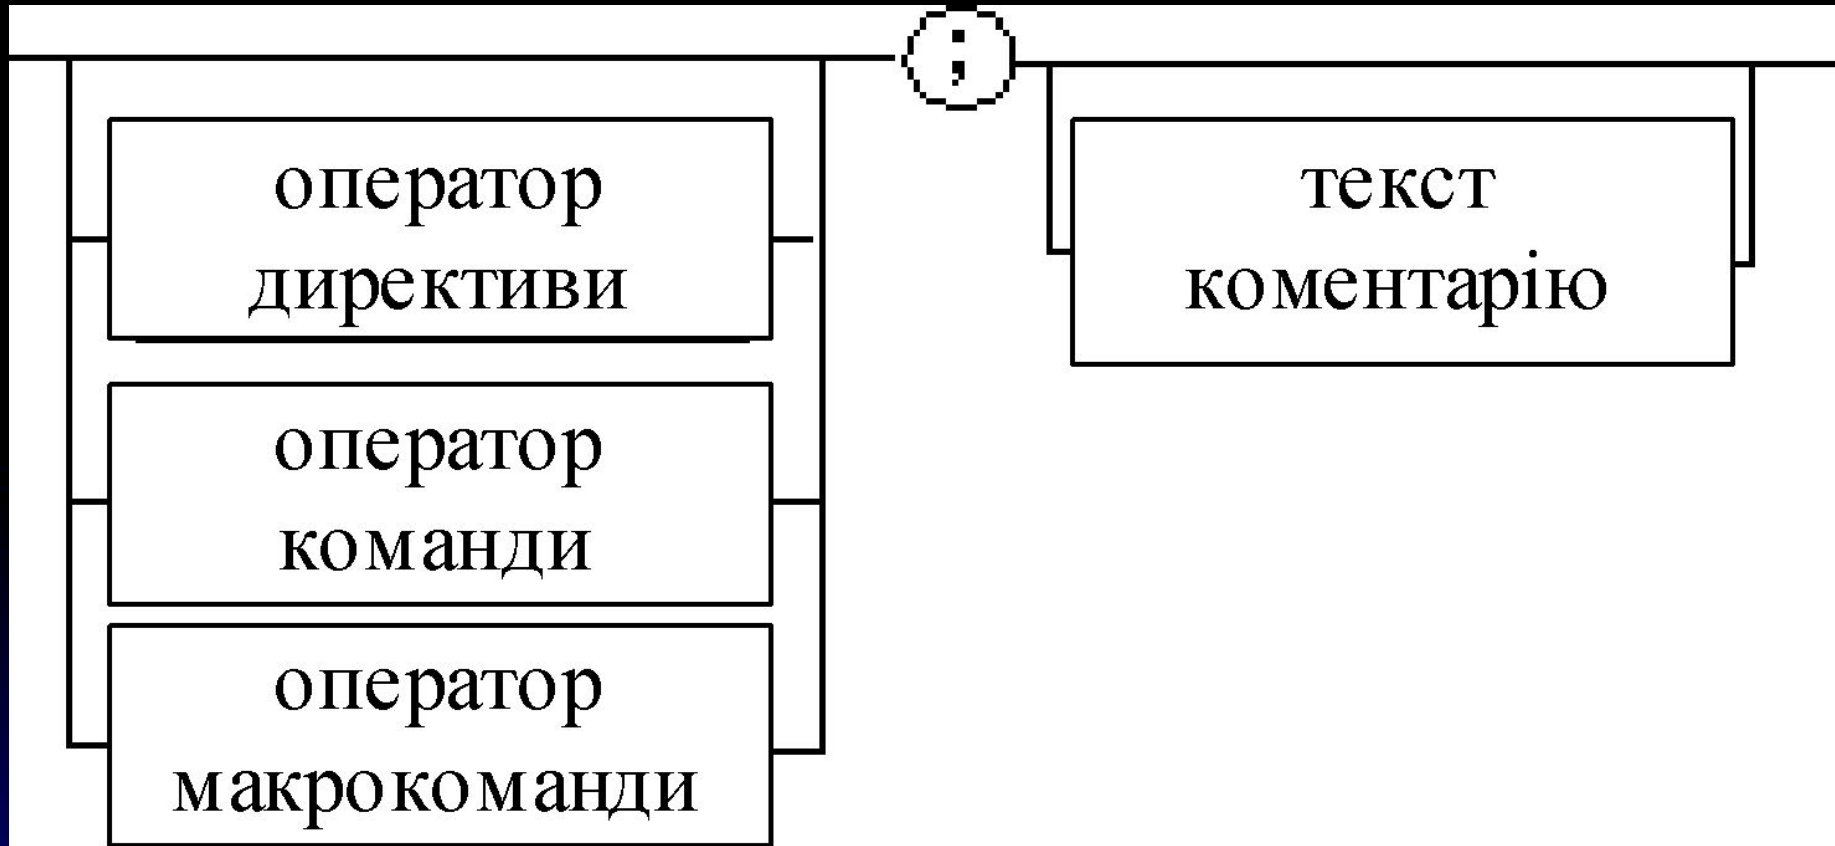 ;
оператор
директиви
текст
коментарію
оператор
команди
оператор
макрокоманди